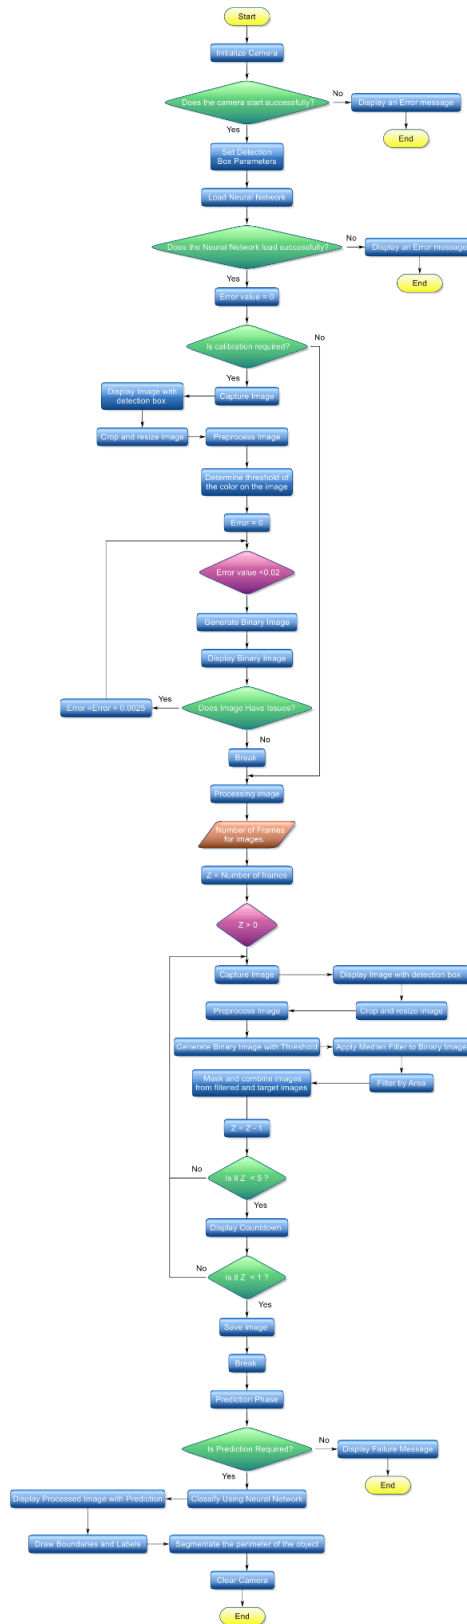 Start
Initialize Camera
Does the camera start successfully?
No
Display an Error message
End
Yes
Set Detection
Box Parameters
Load Neural Network
Does the Neural Network load successfully?
No
Display an Error message
End
Yes
Error value = 0
Is calibration required?
No
Yes
Capture Image
Display Image with
detection box
Crop and resize image
Preprocess Image
Determine threshold of
the color on the image
Error = 0
Error value <0.02
Generate Binary Image
Display Binary Image
Does Image Have Issues?
Yes
Error =Error + 0.0025
No
Break
Processing image
Number of Frames
for images:
Z = Number of frames
Z > 0
Capture Image
Display Image with detection box
Preprocess Image
Crop and resize image
Generate Binary Image with Threshold
Apply Median Filter to Binary Image
Mask and combine images
from filtered and target images
Filter by Area
Z = Z - 1
Is it Z < 5 ?
No
Yes
Display Countdown
Is it Z < 1 ?
No
Yes
Save image
Break
Prediction Phase
Is Prediction Required?
No
Display Failure Message
End
Yes
Classify Using Neural Network
Display Processed Image with Prediction
Draw Boundaries and Labels
Segmentate the perimeter of the object
Clear Camera
End